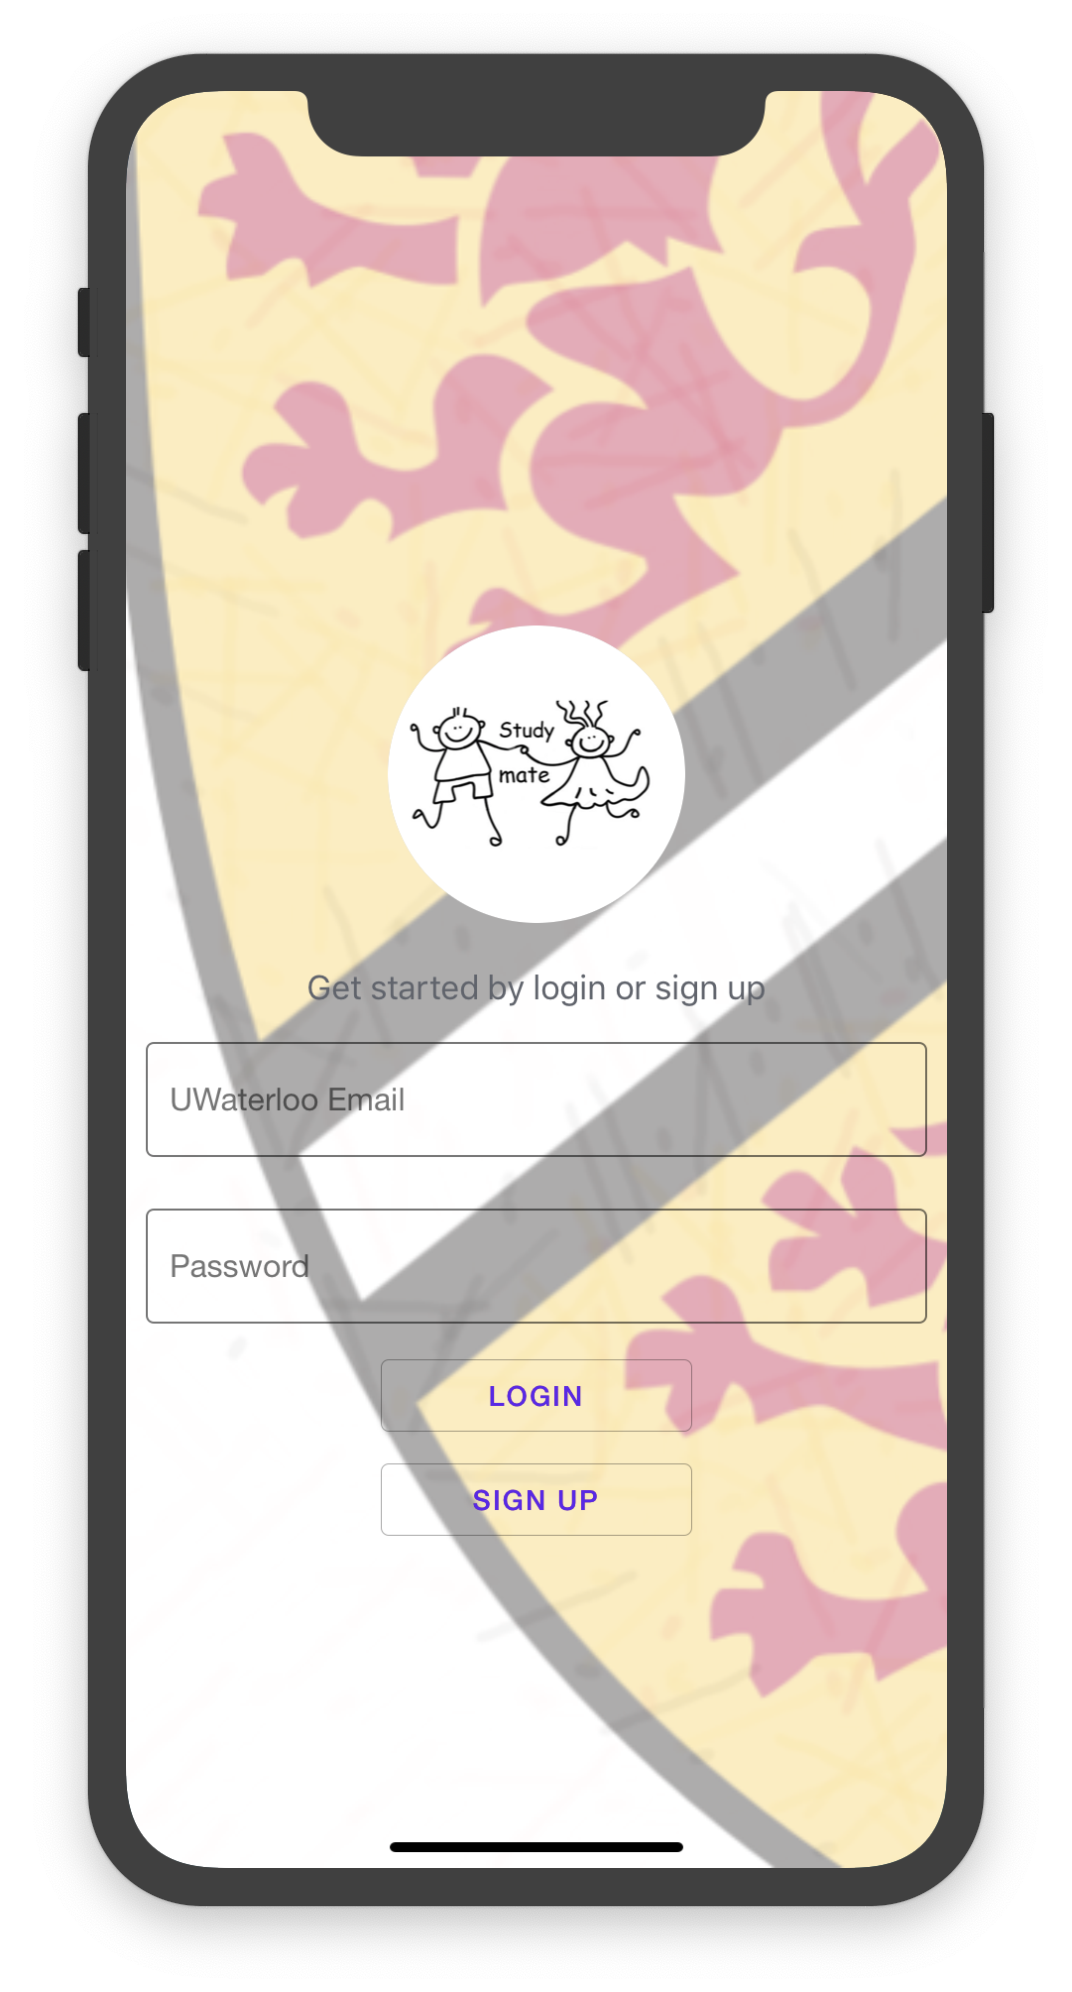 Study
mate
Get started by login or sign up
UWaterloo Email
Password
LOGIN
SIGN UP